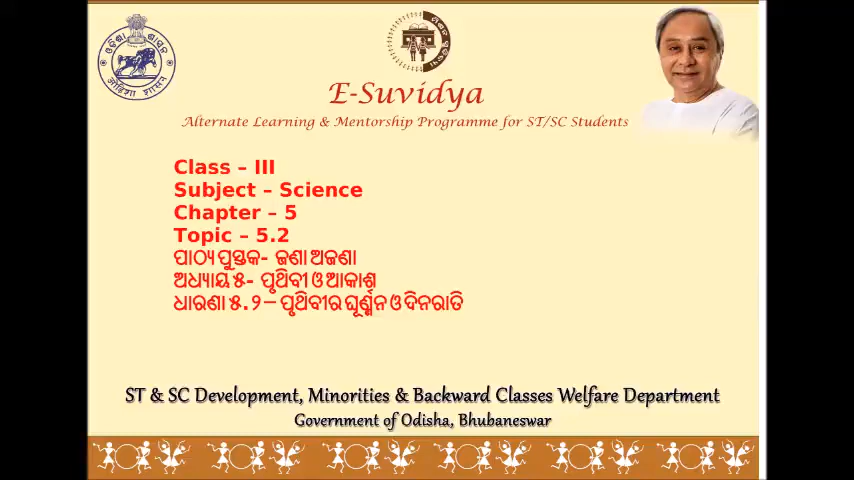 E-Suvidya
Alternate Learning & Mentorship Programme for ST/SC Students
Class – III
Subject – Science
Chapter – 5
Topic – 5.2
ପାଠ୍ୟପୁସ୍ତକ- ଜଣା ଅଜଣା
ଅଧ୍ୟାୟ ୫- ପୃଥିବୀ ଓ ଆକାଶ
ଧାରଣା ୫.୨ – ପୃଥିବୀର ଘୂର୍ଣ୍ଣନ ଓ ଦିନରାତି
ST & SC Development, Minorities & Backward Classes Welfare Department
Government of Odisha, Bhubaneswar